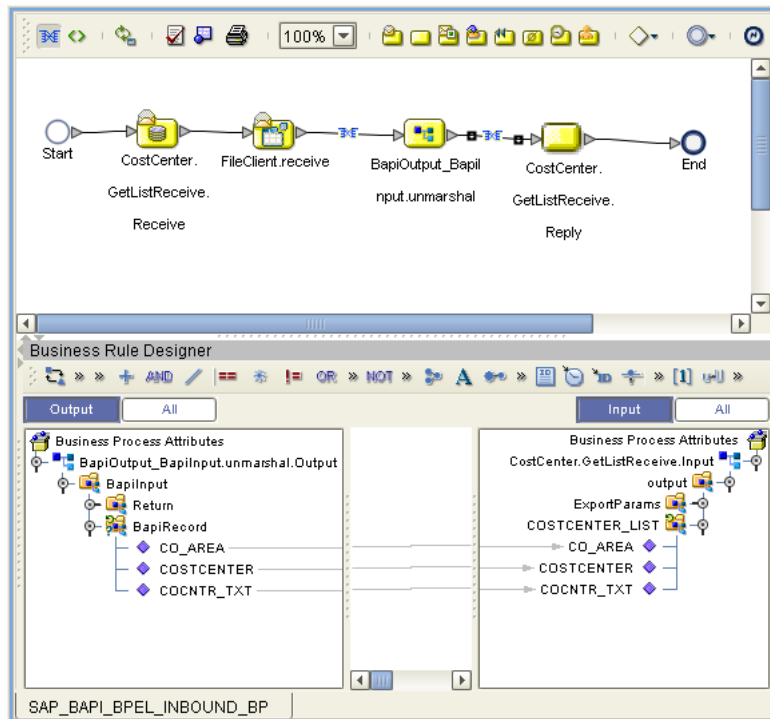 100%
Start
CostCenter.
GetListReceive.
Receive
FileClient.receive
BapiOutput_BapiI
nput.unmarshal
CostCenter.
GetListReceive.
Reply
End
Business Rule Designer
» » AND == != OR » NOT » A » »  [1] »
Output All Input All
Business Process Attributes
BapiOutput_BapiInput.unmarshal.Output
BapiInput
Return
BapiRecord
CO_AREA
COSTCENTER
COCNTR_TXT
Business Process Attributes
CostCenter.GetListReceive.Input
output
ExportParams
COSTCENTER_LIST
CO_AREA
COSTCENTER
COCNTR_TXT
SAP_BAPI_BPEL_INBOUND_BP